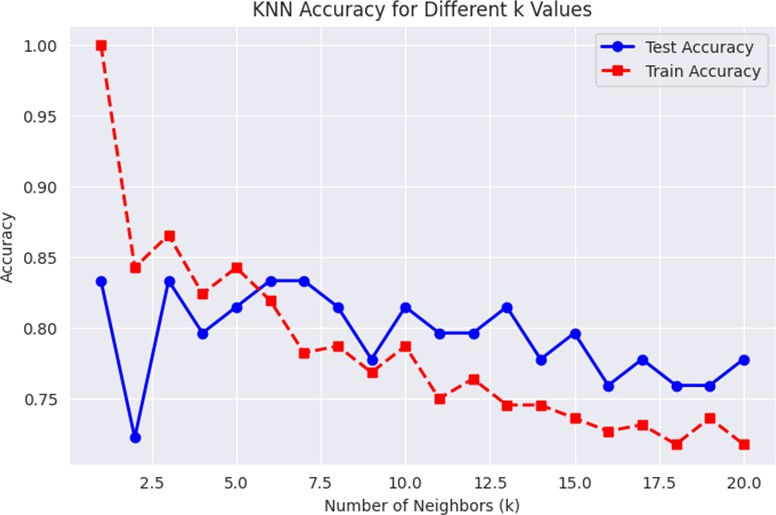 KNN Accuracy for Different k Values
Test Accuracy
Train Accuracy
1.00
0.95
0.90
0.85
0.80
0.75
Accuracy
2.5 5.0 7.5 10.0 12.5 15.0 17.5 20.0
Number of Neighbors (k)